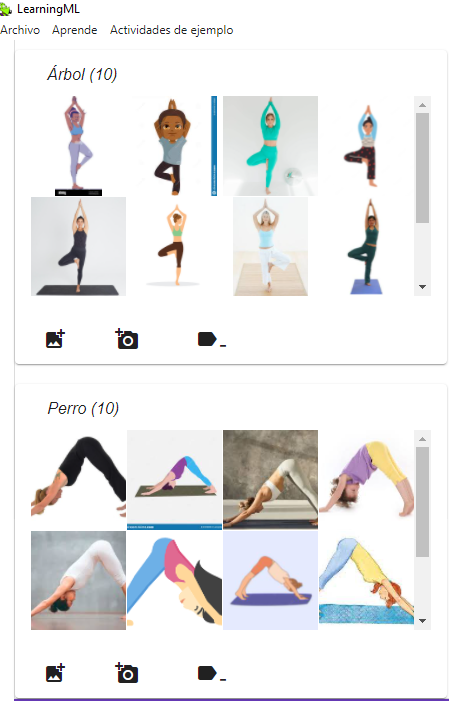 LearningML
Archivo Aprende Actividades de ejemplo
Árbol (10)
Perro (10)